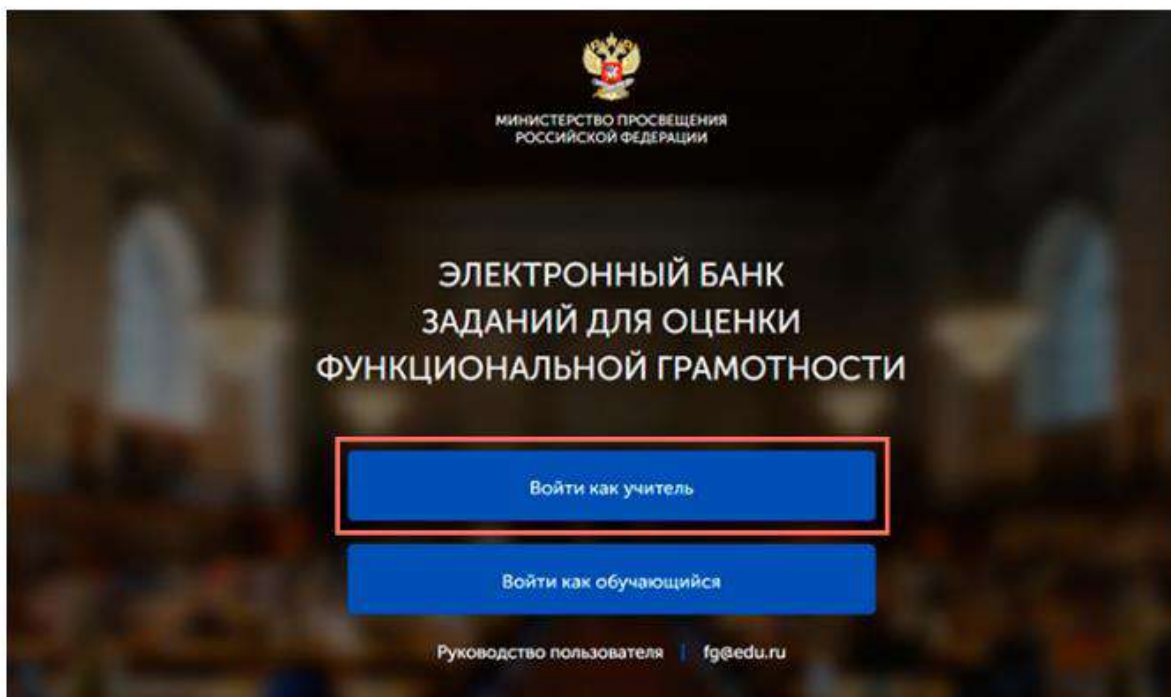 МИНИСТЕРСТВО ПРОСВЕЩЕНИЯ
РОССИЙСКОЙ ФЕДЕРАЦИИ
ЭЛЕКТРОННЫЙ БАНК
ЗАДАНИЙ ДЛЯ ОЦЕНКИ
ФУНКЦИОНАЛЬНОЙ ГРАМОТНОСТИ
Войти как учитель
Войти как обучающийся
Руководство пользователя | fg@edu.ru